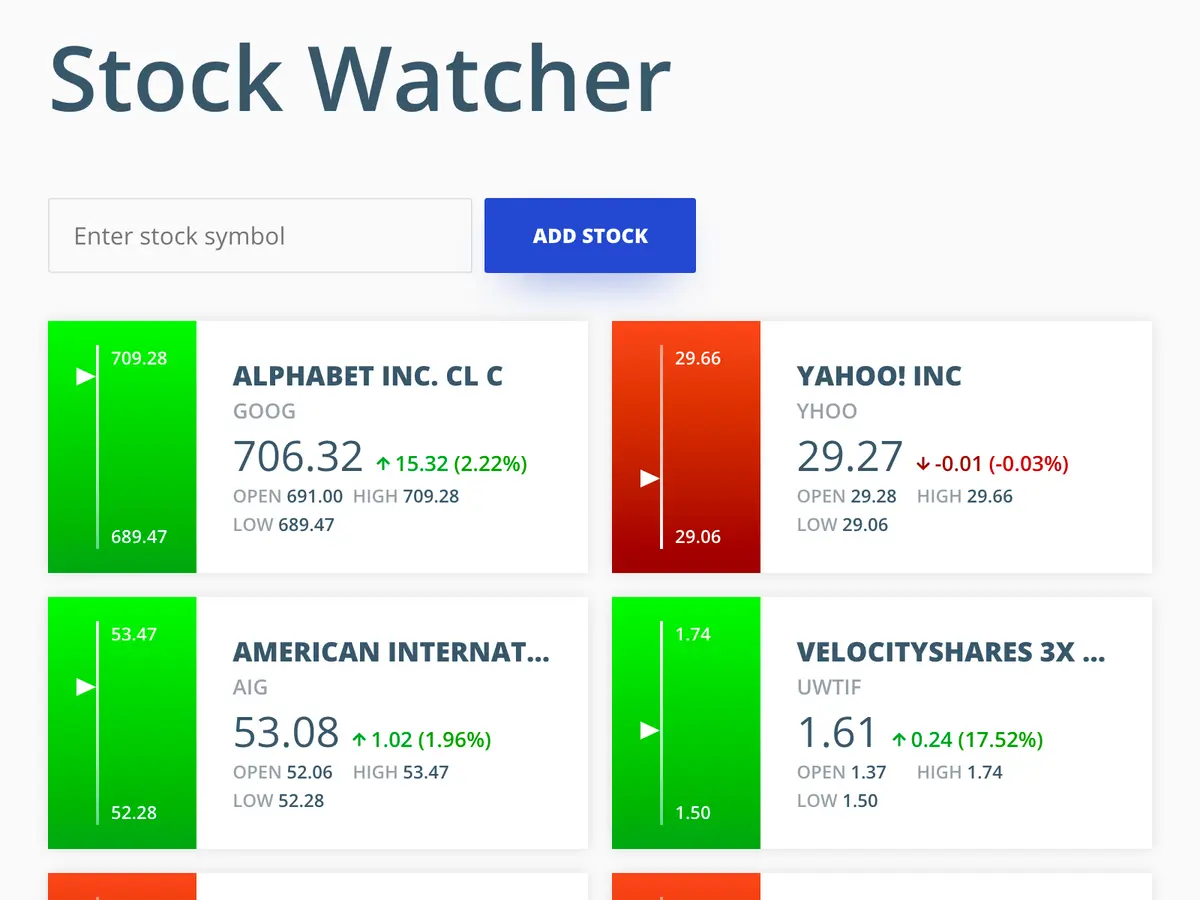 Stock Watcher
Enter stock symbol
ADD STOCK
709.28
689.47
ALPHABET INC. CL C
GOOG
706.32 ↑ 15.32 (2.22%)
OPEN 691.00 HIGH 709.28
LOW 689.47
29.66
29.06
YAHOO! INC
YHOO
29.27 ↓ -0.01 (-0.03%)
OPEN 29.28 HIGH 29.66
LOW 29.06
53.47
52.28
AMERICAN INTERNAT...
AIG
53.08 ↑ 1.02 (1.96%)
OPEN 52.06 HIGH 53.47
LOW 52.28
1.74
1.50
VELOCITYSHARES 3X ...
UWTIF
1.61 ↑ 0.24 (17.52%)
OPEN 1.37 HIGH 1.74
LOW 1.50